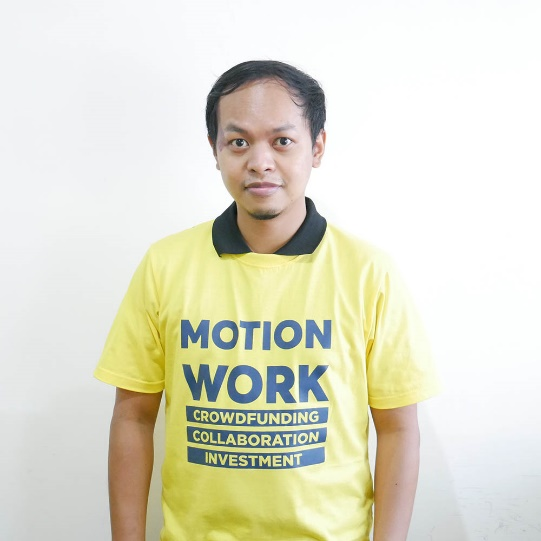 MOTION
WORK
CROWDFUNDING
COLLABORATION
INVESTMENT